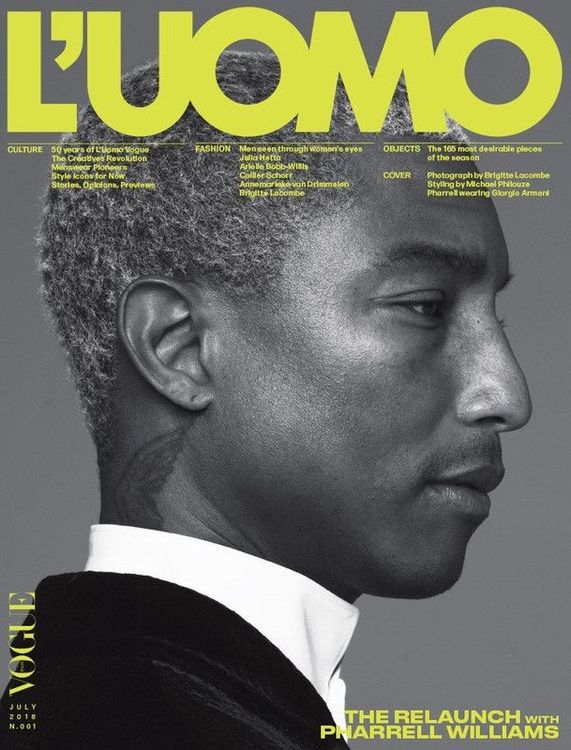 L'UOMO
CULTURE
50 years of L'Uomo Vogue
The Creatives Revolution
Menswear Pioneers
Style Icons for Now
Stories, Opinions, Previews
FASHION
Men seen through women's eyes
Julia Hetta
Arielle Bobb-Willis
Collier Schorr
Annemarieke van Drimmelen
Brigitte Lacombe
OBJECTS
The 165 most desirable pieces
of the season
COVER
Photograph by Brigitte Lacombe
Styling by Michael Philouze
Pharrell wearing Giorgio Armani
VOGUE
JULY
2018
N.001
THE RELAUNCH WITH
PHARRELL WILLIAMS